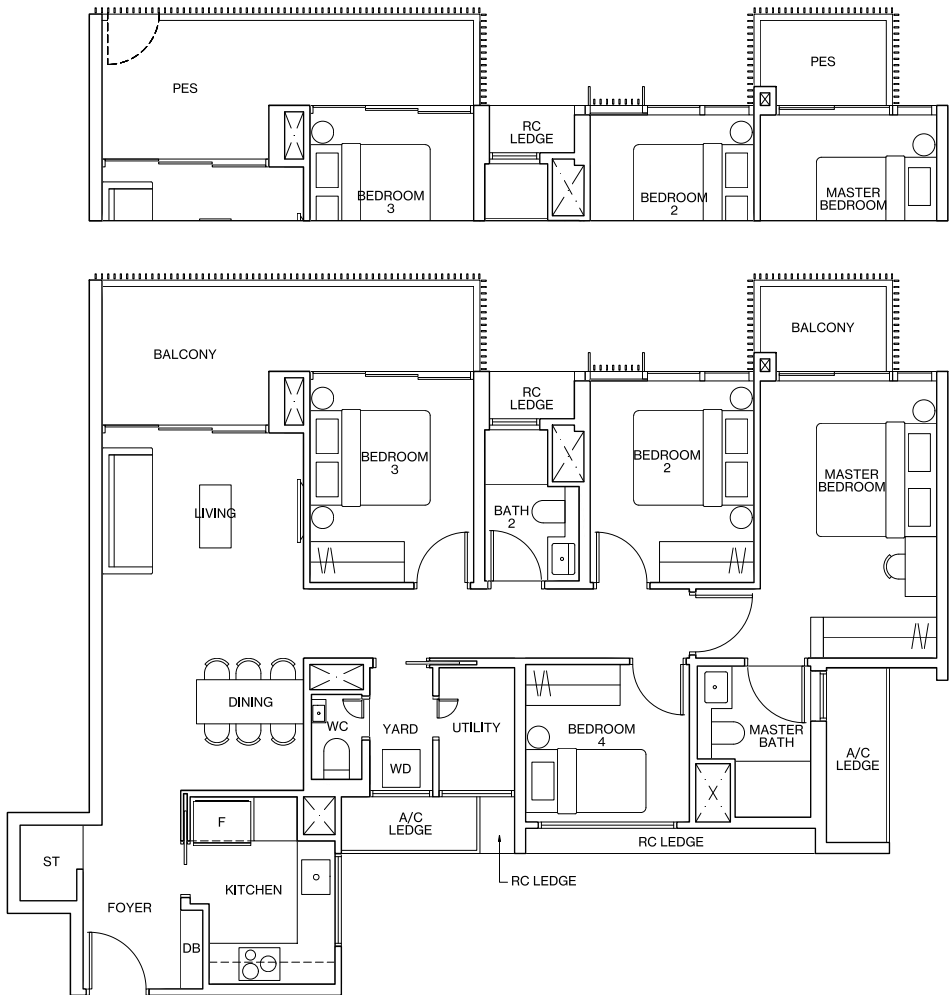 PES
PES
RC
LEDGE
BEDROOM
3
BEDROOM
2
MASTER
BEDROOM
BALCONY
BALCONY
RC
LEDGE
BEDROOM
3
BEDROOM
2
MASTER
BEDROOM
LIVING
BATH
2
DINING
WC
YARD
UTILITY
BEDROOM
4
MASTER
BATH
A/C
LEDGE
WD
X
F
A/C
LEDGE
RC LEDGE
ST
KITCHEN
RC LEDGE
FOYER
DB